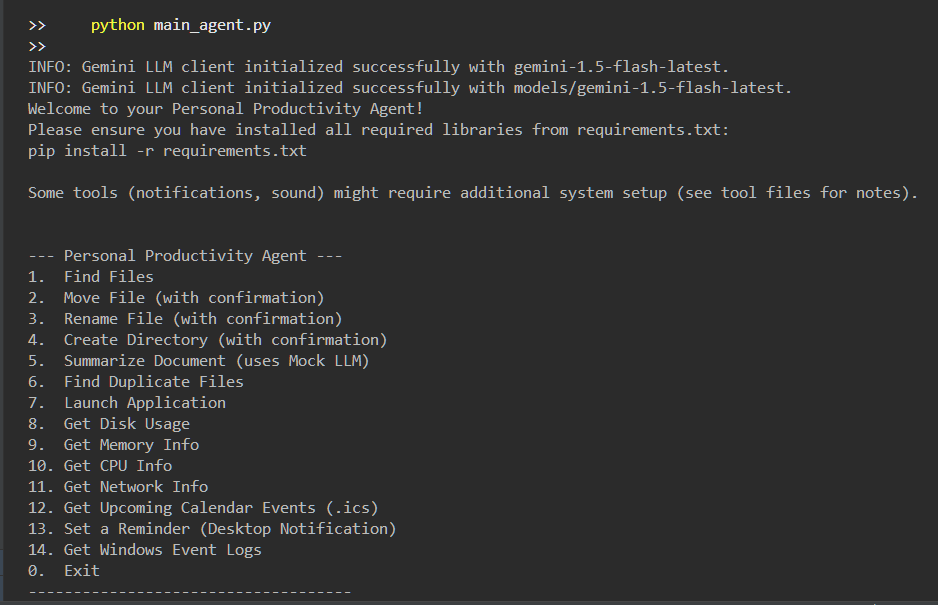 >>     python main_agent.py
>>
INFO: Gemini LLM client initialized successfully with gemini-1.5-flash-latest.
INFO: Gemini LLM client initialized successfully with models/gemini-1.5-flash-latest.
Welcome to your Personal Productivity Agent!
Please ensure you have installed all required libraries from requirements.txt:
pip install -r requirements.txt
Some tools (notifications, sound) might require additional system setup (see tool files for notes).
--- Personal Productivity Agent ---
1.  Find Files
2.  Move File (with confirmation)
3.  Rename File (with confirmation)
4.  Create Directory (with confirmation)
5.  Summarize Document (uses Mock LLM)
6.  Find Duplicate Files
7.  Launch Application
8.  Get Disk Usage
9.  Get Memory Info
10. Get CPU Info
11. Get Network Info
12. Get Upcoming Calendar Events (.ics)
13. Set a Reminder (Desktop Notification)
14. Get Windows Event Logs
0.  Exit
------------------------------------